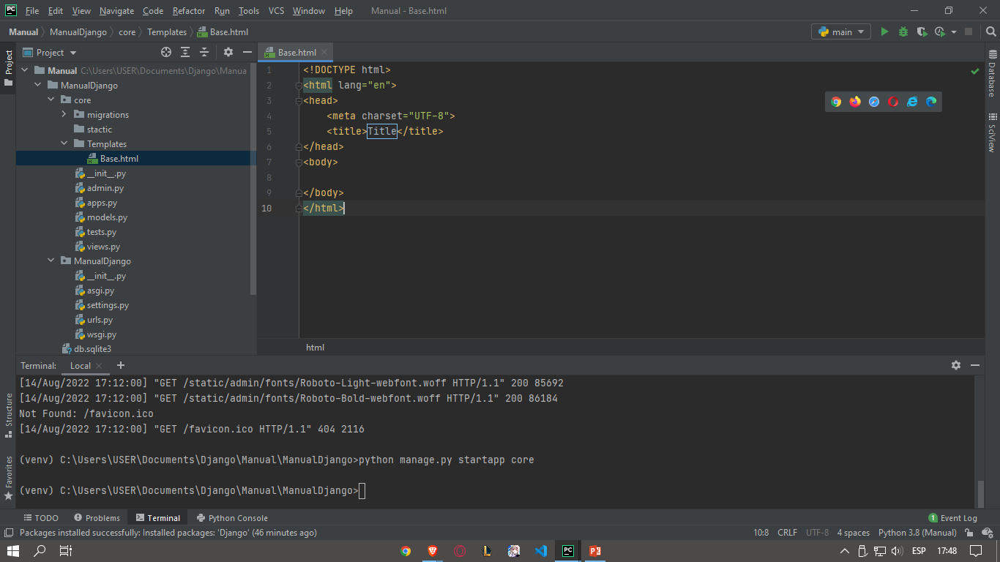 PC File Edit View Navigate Code Refactor Run Tools VCS Window Help Manual - Base.html
Manual ManualDjango core Templates Base.html main
Project
Project
Base.html
Manual C:\Users\USER\Documents\Django\Manua
ManualDjango
core
migrations
stactic
Templates
Base.html
__init__.py
admin.py
apps.py
models.py
tests.py
views.py
ManualDjango
__init__.py
asgi.py
settings.py
urls.py
wsgi.py
db.sqlite3
1 <!DOCTYPE html>
2 <html lang="en">
3 <head>
4 <meta charset="UTF-8">
5 <title>Title</title>
6 </head>
7 <body>
8
9 </body>
10 </html>
html
Database
SciView
Terminal: Local +
[14/Aug/2022 17:12:00] "GET /static/admin/fonts/Roboto-Light-webfont.woff HTTP/1.1" 200 85692
[14/Aug/2022 17:12:00] "GET /static/admin/fonts/Roboto-Bold-webfont.woff HTTP/1.1" 200 86184
Not Found: /favicon.ico
[14/Aug/2022 17:12:00] "GET /favicon.ico HTTP/1.1" 404 2116
(venv) C:\Users\USER\Documents\Django\Manual\ManualDjango>python manage.py startapp core
(venv) C:\Users\USER\Documents\Django\Manual\ManualDjango>
Structure
Favorites
TODO Problems Terminal Python Console 1 Event Log
Packages installed successfully: Installed packages: 'Django' (46 minutes ago) 10:8 CRLF UTF-8 4 spaces Python 3.8 (Manual)
ESP 17:48